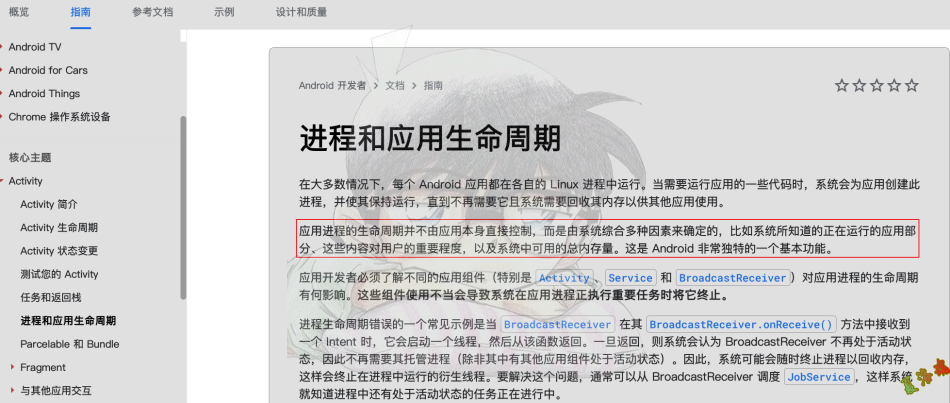 概览 指南 参考文档 示例 设计和质量
Android TV
Android for Cars
Android Things
Chrome 操作系统设备
核心主题
Activity
Activity 简介
Activity 生命周期
Activity 状态变更
测试您的 Activity
任务和返回栈
进程和应用生命周期
Parcelable 和 Bundle
Fragment
与其他应用交互
Android 开发者 > 文档 > 指南
进程和应用生命周期
在大多数情况下，每个 Android 应用都在各自的 Linux 进程中运行。当需要运行应用的一些代码时，系统会为应用创建此
进程，并使其保持运行，直到不再需要它且系统需要回收其内存以供其他应用使用。
应用进程的生命周期并不由应用本身直接控制，而是由系统综合多种因素来确定的，比如系统所知道的正在运行的应用部
分、这些内容对用户的重要程度，以及系统中可用的总内存量。这是 Android 非常独特的一个基本功能。
应用开发者必须了解不同的应用组件（特别是 Activity、Service 和 BroadcastReceiver）对应用进程的生命周期
有何影响。这些组件使用不当会导致系统在应用进程正执行重要任务时将它终止。
进程生命周期错误的一个常见示例是当 BroadcastReceiver 在其 BroadcastReceiver.onReceive() 方法中接收到
一个 Intent 时，它会启动一个线程，然后从该函数返回。一旦返回，则系统会认为 BroadcastReceiver 不再处于活动状
态，因此不再需要其托管进程（除非其中有其他应用组件处于活动状态）。因此，系统可能会随时终止进程以回收内存，
这样会终止在进程中运行的衍生线程。要解决这个问题，通常可以从 BroadcastReceiver 调度 JobService，这样系统
就知道进程中还有处于活动状态的任务正在进行中。